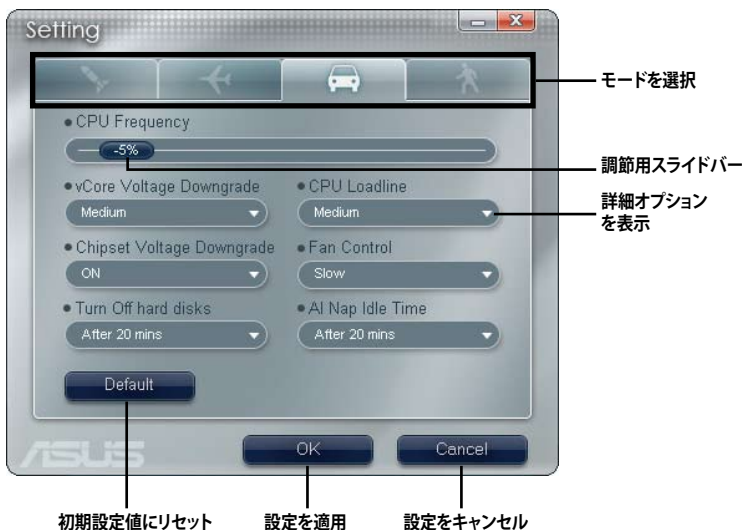 Setting
モードを選択
CPU Frequency
-5%
調節用スライドバー
vCore Voltage Downgrade
CPU Loadline
Medium
Medium
詳細オプション
を表示
Chipset Voltage Downgrade
Fan Control
ON
Slow
Turn Off hard disks
AI Nap Idle Time
After 20 mins
After 20 mins
Default
ASUS
OK
Cancel
初期設定値にリセット
設定を適用
設定をキャンセル